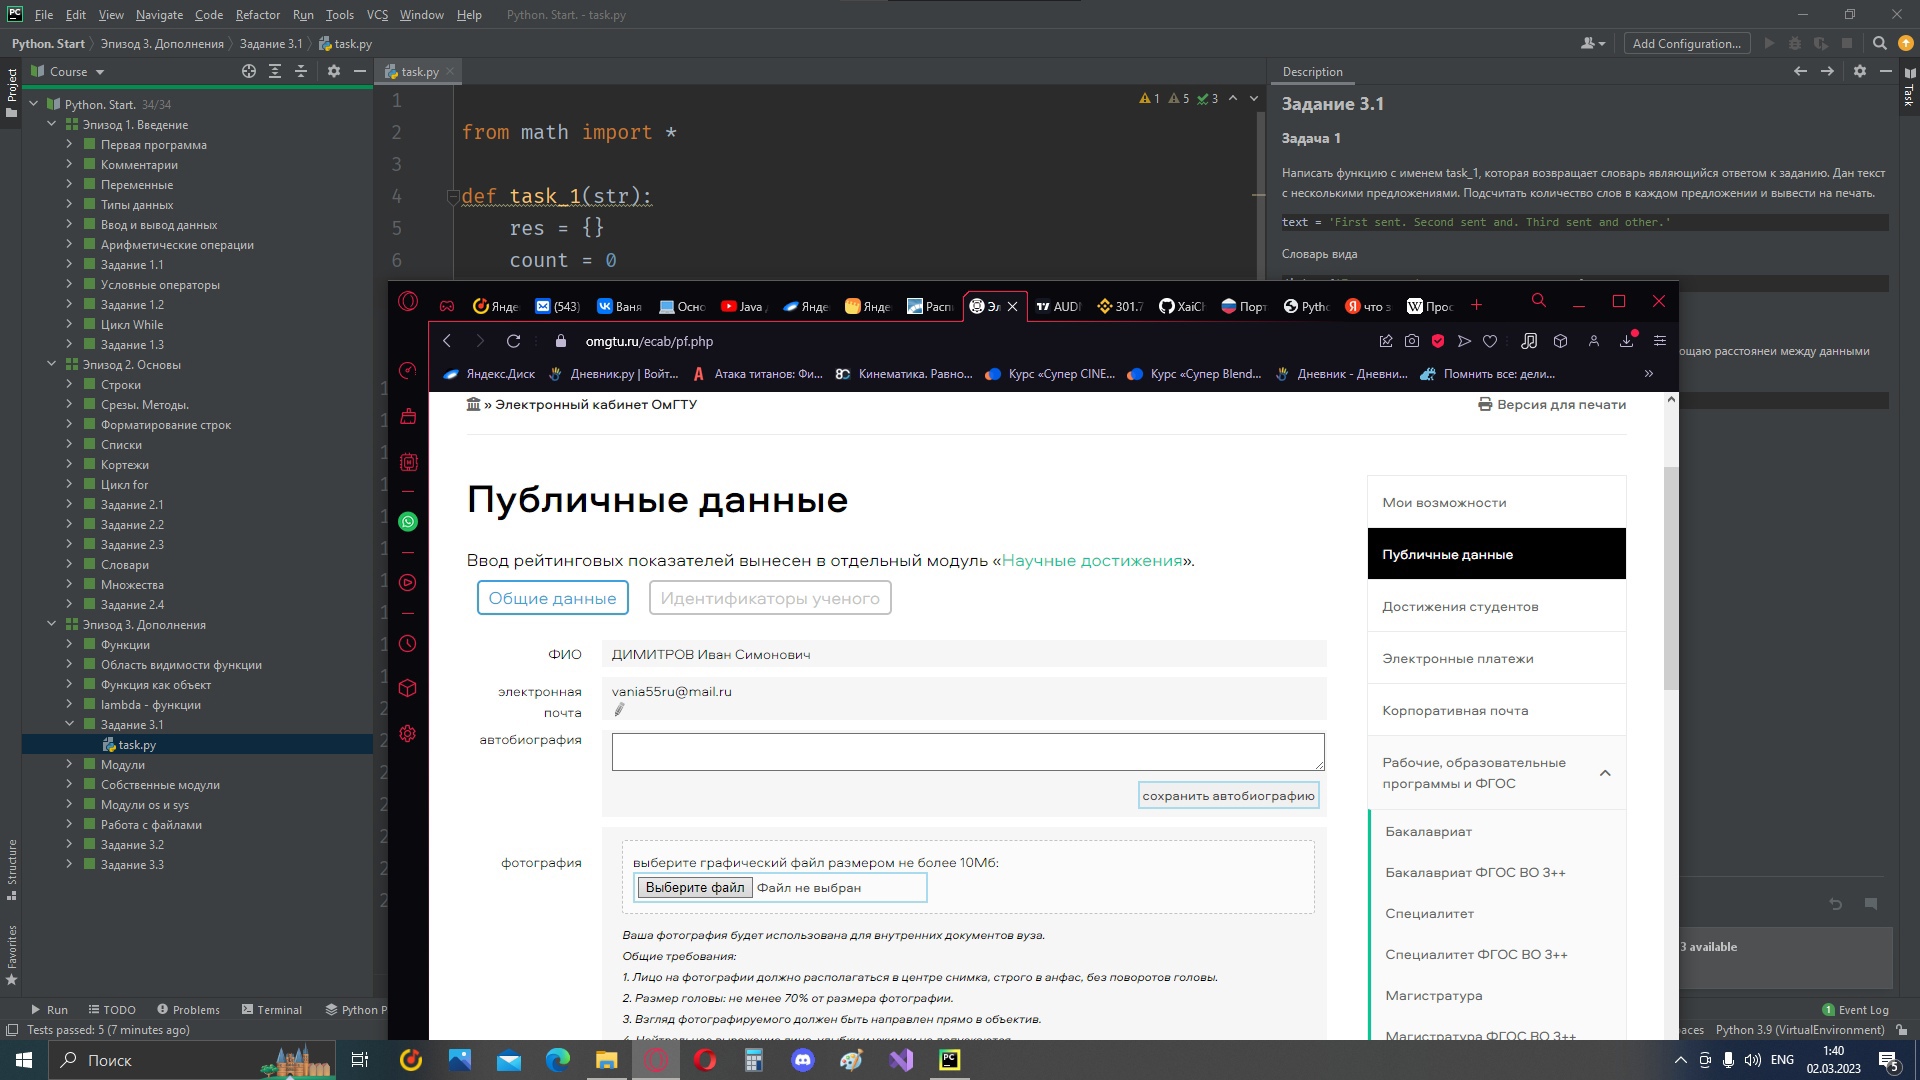 File Edit View Navigate Code Refactor Run Tools VCS Window Help Python. Start. - task.py
Python. Start Эпизод 3. Дополнения Задание 3.1 task.py
Add Configuration...
Project
Course
Python. Start. 34/34
Эпизод 1. Введение
Первая программа
Комментарии
Переменные
Типы данных
Ввод и вывод данных
Арифметические операции
Задание 1.1
Условные операторы
Задание 1.2
Цикл While
Задание 1.3
Эпизод 2. Основы
Строки
Срезы. Методы.
Форматирование строк
Списки
Кортежи
Цикл for
Задание 2.1
Задание 2.2
Задание 2.3
Словари
Множества
Задание 2.4
Эпизод 3. Дополнения
Функции
Область видимости функции
Функция как объект
lambda - функции
Задание 3.1
task.py
Модули
Собственные модули
Модули os и sys
Работа с файлами
Задание 3.2
Задание 3.3
Structure
Favorites
task.py
1 5 3
1
2 from math import *
3
4 def task_1(str):
5 res = {}
6 count = 0
Description
Task
Задание 3.1
Задача 1
Написать функцию с именем task_1, которая возвращает словарь являющийся ответом к заданию. Дан текст
с несколькими предложениями. Подсчитать количество слов в каждом предложении и вывести на печать.
text = 'First sent. Second sent and. Third sent and other.'
Словарь вида
ощаю расстоянеи между данными
3 available
Янде (543) Ваня Осно Java Янде Янде Распи Эл AUDI 301.7 XaiCh Порт Pytho что з Прос
omgtu.ru/ecab/pf.php
Яндекс.Диск Дневник.ру | Войт... Атака титанов: Фи... Кинематика. Равно... Курс «Супер CINE... Курс «Супер Blend... Дневник - Дневни... Помнить все: дели... »
» Электронный кабинет ОмГТУ
Версия для печати
Публичные данные
Ввод рейтинговых показателей вынесен в отдельный модуль «Научные достижения».
Общие данные Идентификаторы ученого
ФИО ДИМИТРОВ Иван Симонович
электронная почта vania55ru@mail.ru
автобиография
сохранить автобиографию
фотография
выберите графический файл размером не более 10Мб:
Выберите файл Файл не выбран
Ваша фотография будет использована для внутренних документов вуза.
Общие требования:
1. Лицо на фотографии должно располагаться в центре снимка, строго в анфас, без поворотов головы.
2. Размер головы: не менее 70% от размера фотографии.
3. Взгляд фотографируемого должен быть направлен прямо в объектив.
Мои возможности
Публичные данные
Достижения студентов
Электронные платежи
Корпоративная почта
Рабочие, образовательные
программы и ФГОС
Бакалавриат
Бакалавриат ФГОС ВО 3++
Специалитет
Специалитет ФГОС ВО 3++
Магистратура
Магистратура ФГОС ВО 3++
Run TODO Problems Terminal Python P
1 Event Log
Tests passed: 5 (7 minutes ago)
aces Python 3.9 (VirtualEnvironment)
Поиск
ENG
1:40
02.03.2023
5